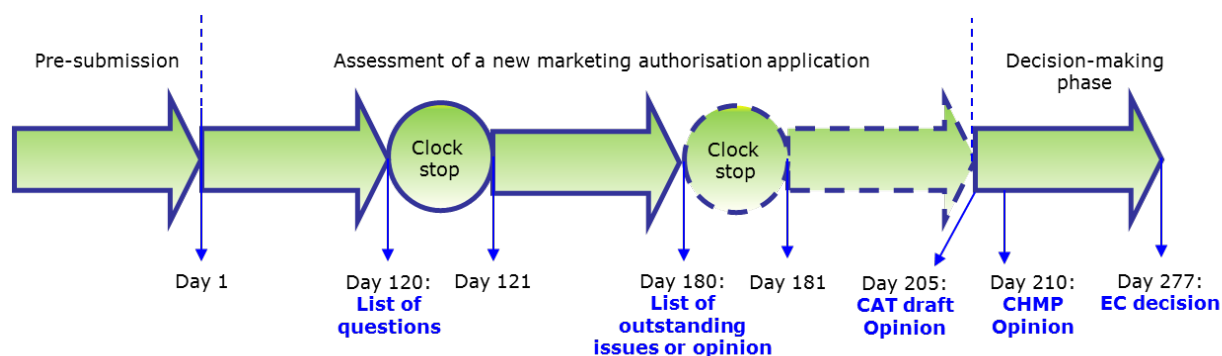 Pre-submission
Assessment of a new marketing authorisation application
Decision-making
phase
Clock
stop
Clock
stop
Day 1
Day 120:
List of
questions
Day 121
Day 180:
List of
outstanding
issues or opinion
Day 181
Day 205:
CAT draft
Opinion
Day 210:
CHMP
Opinion
Day 277:
EC decision